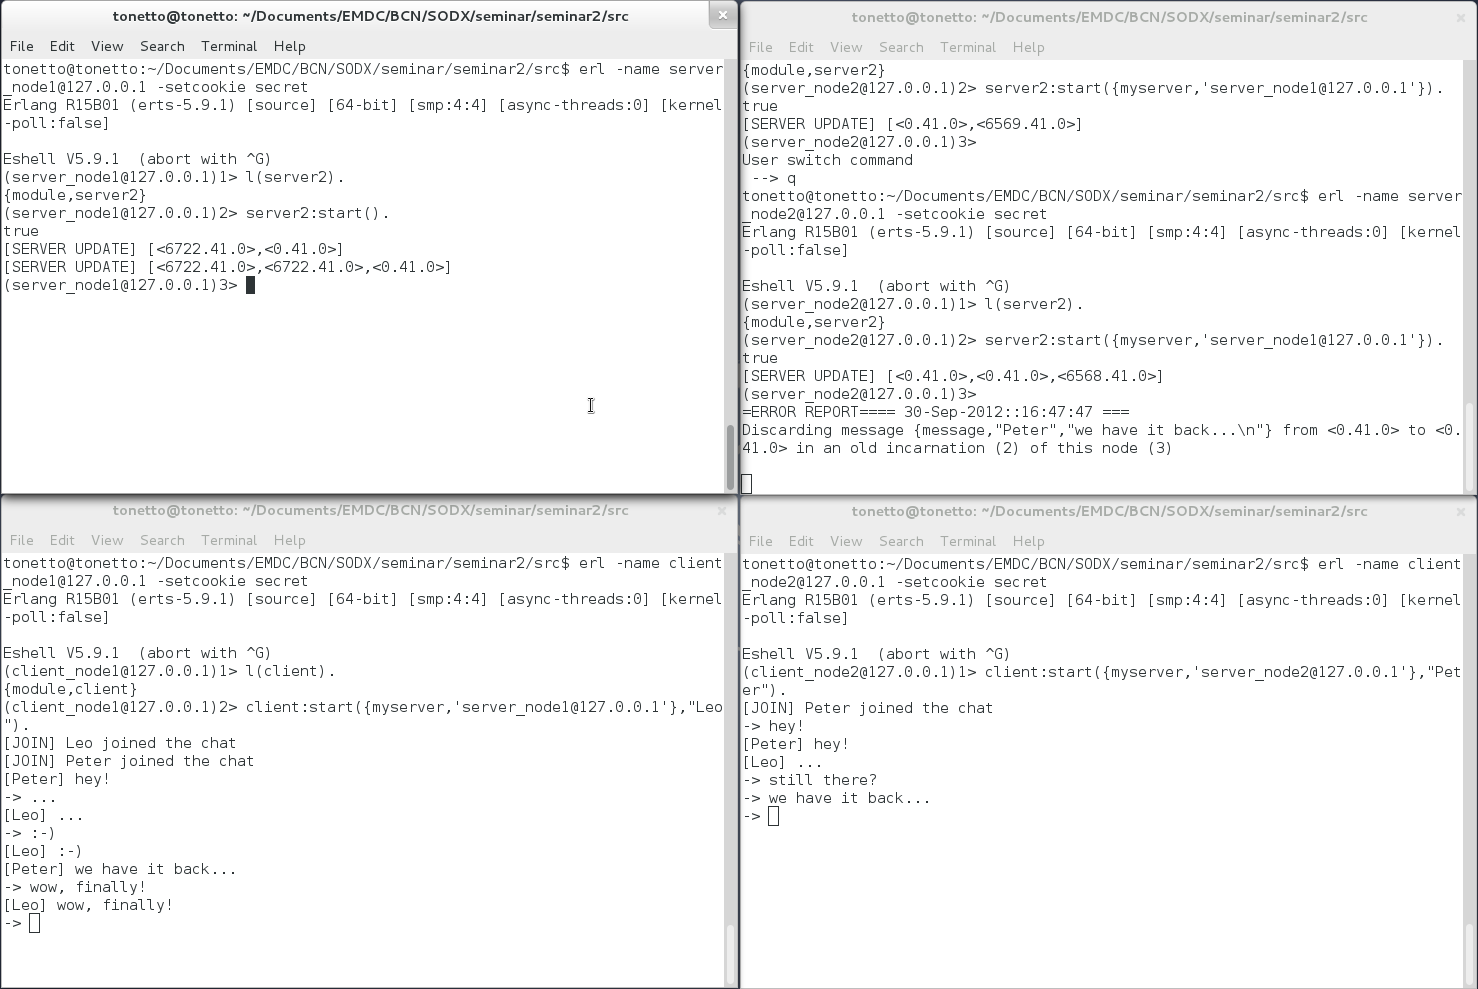 tonetto@tonetto: ~/Documents/EMDC/BCN/SODX/seminar/seminar2/src
File Edit View Search Terminal Help
tonetto@tonetto:~/Documents/EMDC/BCN/SODX/seminar/seminar2/src$ erl -name server
_node1@127.0.0.1 -setcookie secret
Erlang R15B01 (erts-5.9.1) [source] [64-bit] [smp:4:4] [async-threads:0] [kernel
-poll:false]
Eshell V5.9.1  (abort with ^G)
(server_node1@127.0.0.1)1> l(server2).
{module,server2}
(server_node1@127.0.0.1)2> server2:start().
true
[SERVER UPDATE] [<6722.41.0>,<0.41.0>]
[SERVER UPDATE] [<6722.41.0>,<6722.41.0>,<0.41.0>]
(server_node1@127.0.0.1)3>
tonetto@tonetto: ~/Documents/EMDC/BCN/SODX/seminar/seminar2/src
File Edit View Search Terminal Help
{module,server2}
(server_node2@127.0.0.1)2> server2:start({myserver,'server_node1@127.0.0.1'}).
true
[SERVER UPDATE] [<0.41.0>,<6569.41.0>]
(server_node2@127.0.0.1)3>
User switch command
 --> q
tonetto@tonetto:~/Documents/EMDC/BCN/SODX/seminar/seminar2/src$ erl -name server
_node2@127.0.0.1 -setcookie secret
Erlang R15B01 (erts-5.9.1) [source] [64-bit] [smp:4:4] [async-threads:0] [kernel
-poll:false]
Eshell V5.9.1  (abort with ^G)
(server_node2@127.0.0.1)1> l(server2).
{module,server2}
(server_node2@127.0.0.1)2> server2:start({myserver,'server_node1@127.0.0.1'}).
true
[SERVER UPDATE] [<0.41.0>,<0.41.0>,<6568.41.0>]
(server_node2@127.0.0.1)3>
=ERROR REPORT==== 30-Sep-2012::16:47:47 ===
Discarding message {message,"Peter","we have it back...\n"} from <0.41.0> to <0.
41.0> in an old incarnation (2) of this node (3)
tonetto@tonetto: ~/Documents/EMDC/BCN/SODX/seminar/seminar2/src
File Edit View Search Terminal Help
tonetto@tonetto:~/Documents/EMDC/BCN/SODX/seminar/seminar2/src$ erl -name client
_node1@127.0.0.1 -setcookie secret
Erlang R15B01 (erts-5.9.1) [source] [64-bit] [smp:4:4] [async-threads:0] [kernel
-poll:false]
Eshell V5.9.1  (abort with ^G)
(client_node1@127.0.0.1)1> l(client).
{module,client}
(client_node1@127.0.0.1)2> client:start({myserver,'server_node1@127.0.0.1'},"Leo
").
[JOIN] Leo joined the chat
[JOIN] Peter joined the chat
[Peter] hey!
-> ...
[Leo] ...
-> :-)
[Leo] :-)
[Peter] we have it back...
-> wow, finally!
[Leo] wow, finally!
->
tonetto@tonetto: ~/Documents/EMDC/BCN/SODX/seminar/seminar2/src
File Edit View Search Terminal Help
tonetto@tonetto:~/Documents/EMDC/BCN/SODX/seminar/seminar2/src$ erl -name client
_node2@127.0.0.1 -setcookie secret
Erlang R15B01 (erts-5.9.1) [source] [64-bit] [smp:4:4] [async-threads:0] [kernel
-poll:false]
Eshell V5.9.1  (abort with ^G)
(client_node2@127.0.0.1)1> client:start({myserver,'server_node2@127.0.0.1'},"Pet
er").
[JOIN] Peter joined the chat
-> hey!
[Peter] hey!
[Leo] ...
-> still there?
-> we have it back...
->